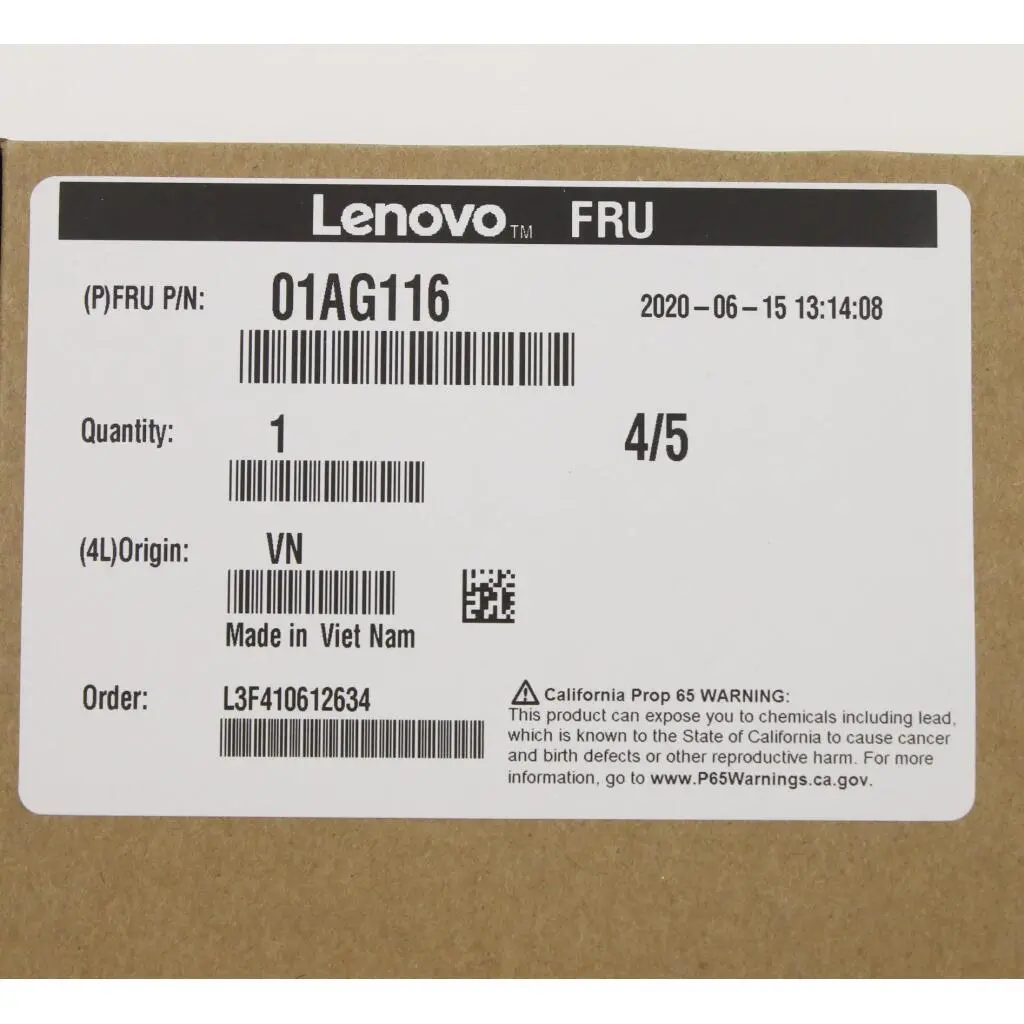 Lenovo™ FRU
(P)FRU P/N: 01AG116 2020-06-15 13:14:08
Quantity: 1 4/5
(4L)Origin: VN
Made in Viet Nam
Order: L3F410612634
⚠ California Prop 65 WARNING:
This product can expose you to chemicals including lead,
which is known to the State of California to cause cancer
and birth defects or other reproductive harm. For more
information, go to www.P65Warnings.ca.gov.